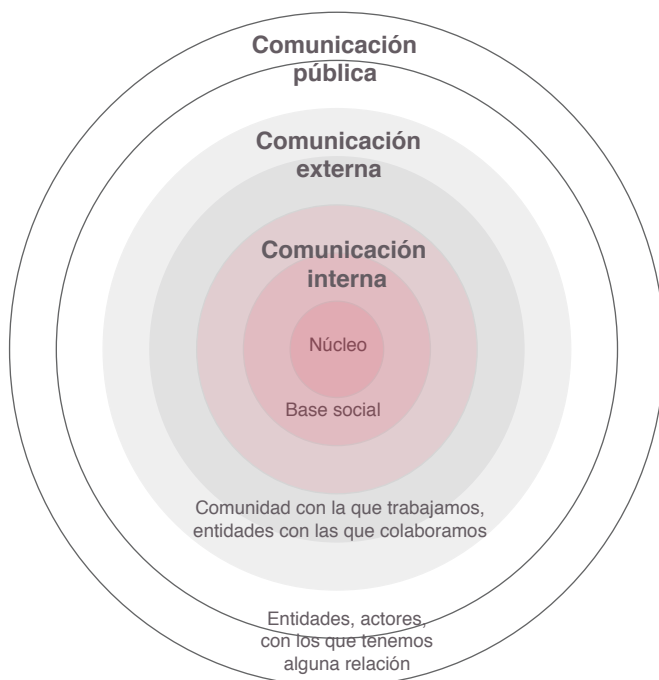 Comunicación
pública
Comunicación
externa
Comunicación
interna
Núcleo
Base social
Comunidad con la que trabajamos,
entidades con las que colaboramos
Entidades, actores,
con los que tenemos
alguna relación